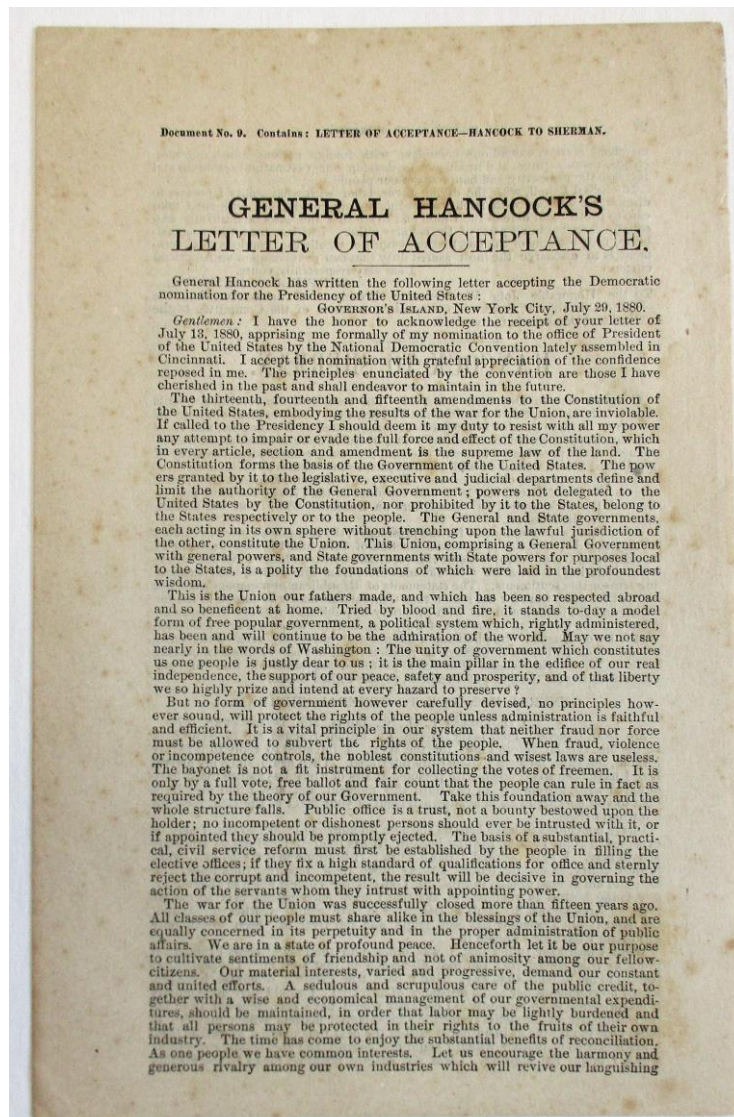 Document No. 9. Contains: LETTER OF ACCEPTANCE—HANCOCK TO SHERMAN.
GENERAL HANCOCK'S
LETTER OF ACCEPTANCE.
General Hancock has written the following letter accepting the Democratic
nomination for the Presidency of the United States :
GOVERNOR'S ISLAND, New York City, July 29, 1880.
Gentlemen : I have the honor to acknowledge the receipt of your letter of
July 13, 1880, apprising me formally of my nomination to the office of President
of the United States by the National Democratic Convention lately assembled in
Cincinnati. I accept the nomination with grateful appreciation of the confidence
reposed in me. The principles enunciated by the convention are those I have
cherished in the past and shall endeavor to maintain in the future.
The thirteenth, fourteenth and fifteenth amendments to the Constitution of
the United States, embodying the results of the war for the Union, are inviolable.
If called to the Presidency I should deem it my duty to resist with all my power
any attempt to impair or evade the full force and effect of the Constitution, which
in every article, section and amendment is the supreme law of the land. The
Constitution forms the basis of the Government of the United States. The pow
ers granted by it to the legislative, executive and judicial departments define and
limit the authority of the General Government ; powers not delegated to the
United States by the Constitution, nor prohibited by it to the States, belong to
the States respectively or to the people. The General and State governments,
each acting in its own sphere without trenching upon the lawful jurisdiction of
the other, constitute the Union. This Union, comprising a General Government
with general powers, and State governments with State powers for purposes local
to the States, is a polity the foundations of which were laid in the profoundest
wisdom.
This is the Union our fathers made, and which has been so respected abroad
and so beneficent at home. Tried by blood and fire, it stands to-day a model
form of free popular government, a political system which, rightly administered,
has been and will continue to be the admiration of the world. May we not say
nearly in the words of Washington : The unity of government which constitutes
us one people is justly dear to us ; it is the main pillar in the edifice of our real
independence, the support of our peace, safety and prosperity, and of that liberty
we so highly prize and intend at every hazard to preserve ?
But no form of government however carefully devised, no principles how-
ever sound, will protect the rights of the people unless administration is faithful
and efficient. It is a vital principle in our system that neither fraud nor force
must be allowed to subvert the rights of the people. When fraud, violence
or incompetence controls, the noblest constitutions and wisest laws are useless.
The bayonet is not a fit instrument for collecting the votes of freemen. It is
only by a full vote, free ballot and fair count that the people can rule in fact as
required by the theory of our Government. Take this foundation away and the
whole structure falls. Public office is a trust, not a bounty bestowed upon the
holder; no incompetent or dishonest persons should ever be intrusted with it, or
if appointed they should be promptly ejected. The basis of a substantial, practi-
cal, civil service reform must first be established by the people in filling the
elective offices; if they fix a high standard of qualifications for office and sternly
reject the corrupt and incompetent, the result will be decisive in governing the
action of the servants whom they intrust with appointing power.
The war for the Union was successfully closed more than fifteen years ago.
All classes of our people must share alike in the blessings of the Union, and are
equally concerned in its perpetuity and in the proper administration of public
affairs. We are in a state of profound peace. Henceforth let it be our purpose
to cultivate sentiments of friendship and not of animosity among our fellow-
citizens. Our material interests, varied and progressive, demand our constant
and united efforts. A sedulous and scrupulous care of the public credit, to-
gether with a wise and economical management of our governmental expendi-
tures, should be maintained, in order that labor may be lightly burdened and
that all persons may be protected in their rights to the fruits of their own
industry. The time has come to enjoy the substantial benefits of reconciliation.
As one people we have common interests. Let us encourage the harmony and
generous rivalry among our own industries which will revive our languishing